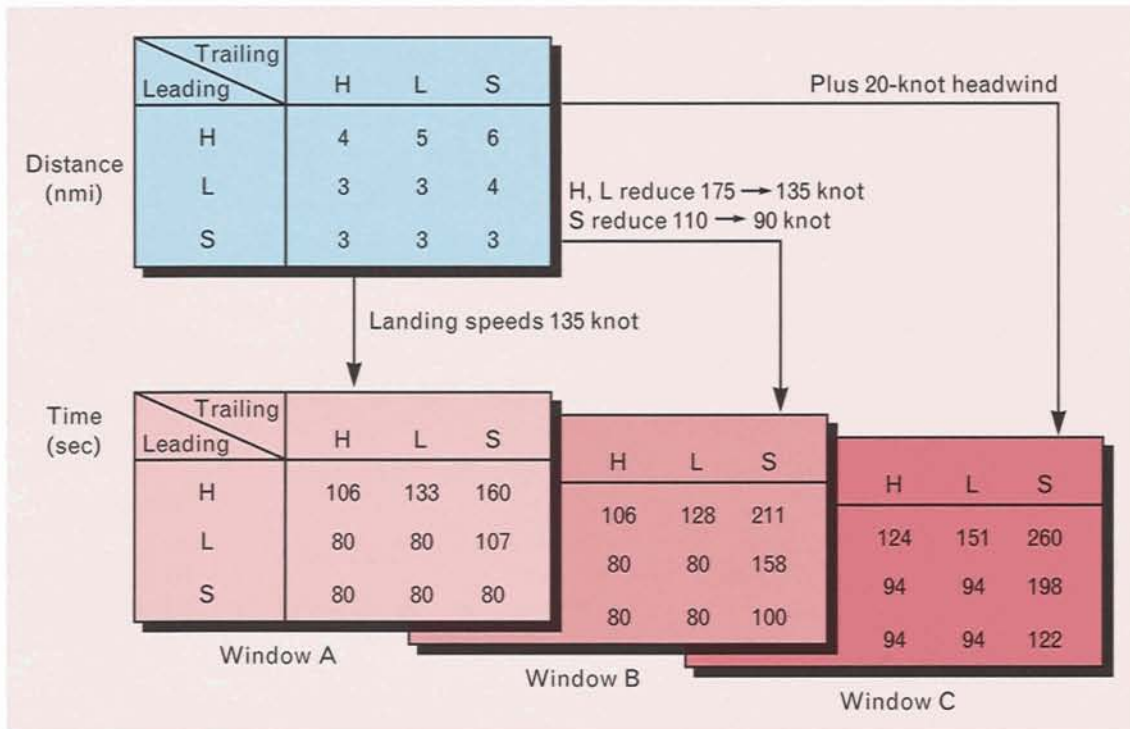 Trailing
Leading
H L S
Plus 20-knot headwind
Distance
(nmi)
H 4 5 6
L 3 3 4
S 3 3 3
H, L reduce 175 → 135 knot
S reduce 110 → 90 knot
Landing speeds 135 knot
Time
(sec)
Trailing
Leading
H L S
H 106 133 160
L 80 80 107
S 80 80 80
Window A
H L S
106 128 211
80 80 158
80 80 100
Window B
H L S
124 151 260
94 94 198
94 94 122
Window C